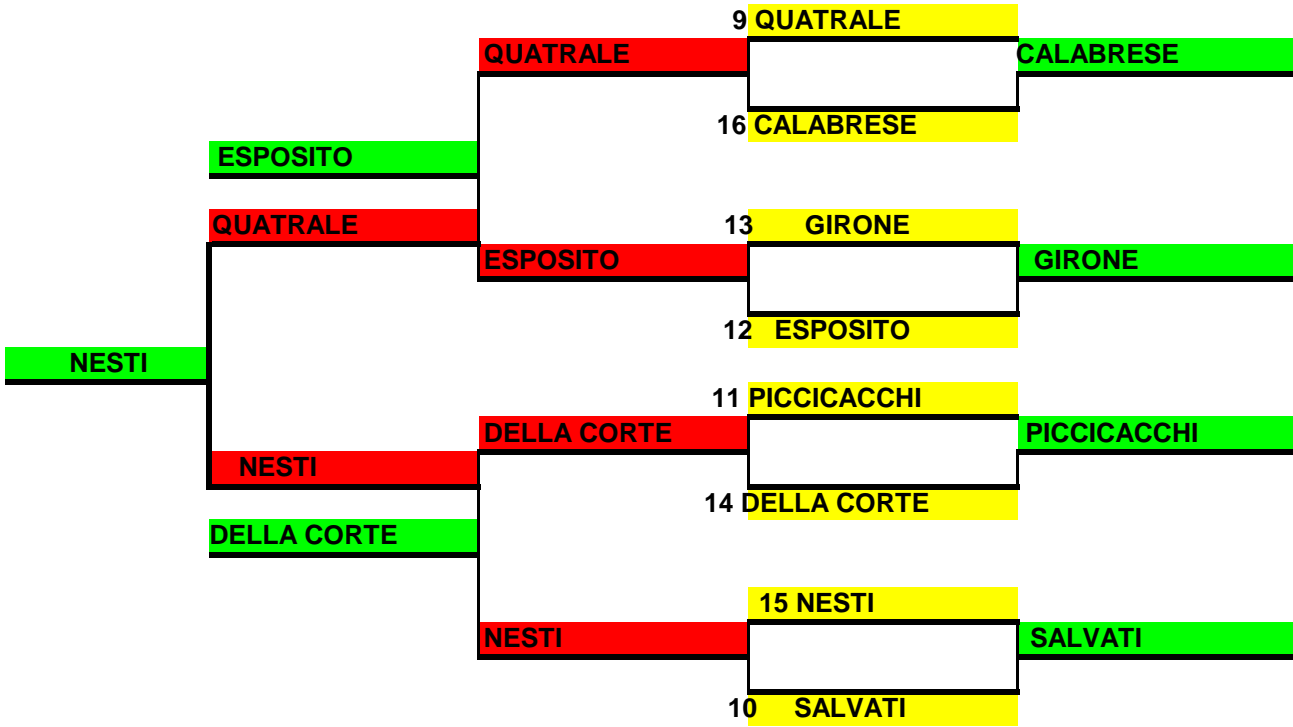 9 QUATRALE
QUATRALE
CALABRESE
16 CALABRESE
ESPOSITO
QUATRALE
13 GIRONE
ESPOSITO
GIRONE
12 ESPOSITO
NESTI
11 PICCICACCHI
DELLA CORTE
PICCICACCHI
NESTI
14 DELLA CORTE
DELLA CORTE
15 NESTI
NESTI
SALVATI
10 SALVATI